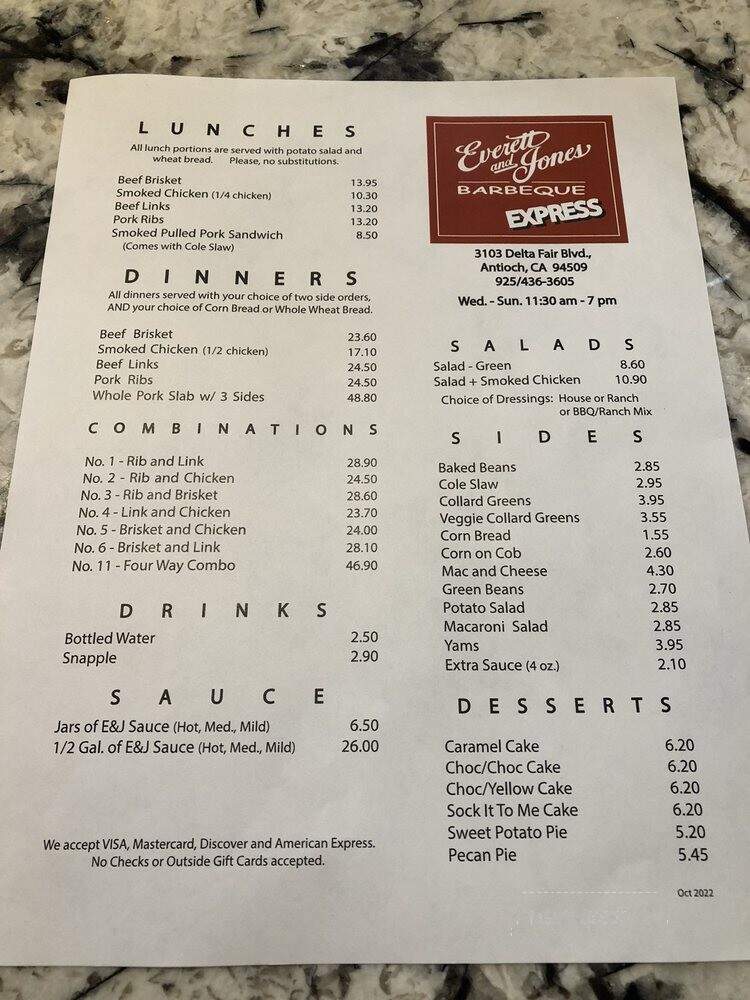 LUNCHES
All lunch portions are served with potato salad and
wheat bread. Please, no substitutions.
Beef Brisket 13.95
Smoked Chicken (1/4 chicken) 10.30
Beef Links 13.20
Pork Ribs 13.20
Smoked Pulled Pork Sandwich 8.50
(Comes with Cole Slaw)
DINNERS
All dinners served with your choice of two side orders,
AND your choice of Corn Bread or Whole Wheat Bread.
Beef Brisket 23.60
Smoked Chicken (1/2 chicken) 17.10
Beef Links 24.50
Pork Ribs 24.50
Whole Pork Slab w/ 3 Sides 48.80
COMBINATIONS
No. 1 - Rib and Link 28.90
No. 2 - Rib and Chicken 24.50
No. 3 - Rib and Brisket 28.60
No. 4 - Link and Chicken 23.70
No. 5 - Brisket and Chicken 24.00
No. 6 - Brisket and Link 28.10
No. 11 - Four Way Combo 46.90
DRINKS
Bottled Water 2.50
Snapple 2.90
SAUCE
Jars of E&J Sauce (Hot, Med., Mild) 6.50
1/2 Gal. of E&J Sauce (Hot, Med., Mild) 26.00
We accept VISA, Mastercard, Discover and American Express.
No Checks or Outside Gift Cards accepted.
Everett
and Jones
BARBEQUE
EXPRESS
3103 Delta Fair Blvd.,
Antioch, CA 94509
925/436-3605
Wed. - Sun. 11:30 am - 7 pm
SALADS
Salad - Green 8.60
Salad + Smoked Chicken 10.90
Choice of Dressings: House or Ranch
or BBQ/Ranch Mix
SIDES
Baked Beans 2.85
Cole Slaw 2.95
Collard Greens 3.95
Veggie Collard Greens 3.55
Corn Bread 1.55
Corn on Cob 2.60
Mac and Cheese 4.30
Green Beans 2.70
Potato Salad 2.85
Macaroni Salad 2.85
Yams 3.95
Extra Sauce (4 oz.) 2.10
DESSERTS
Caramel Cake 6.20
Choc/Choc Cake 6.20
Choc/Yellow Cake 6.20
Sock It To Me Cake 6.20
Sweet Potato Pie 5.20
Pecan Pie 5.45
Oct 2022